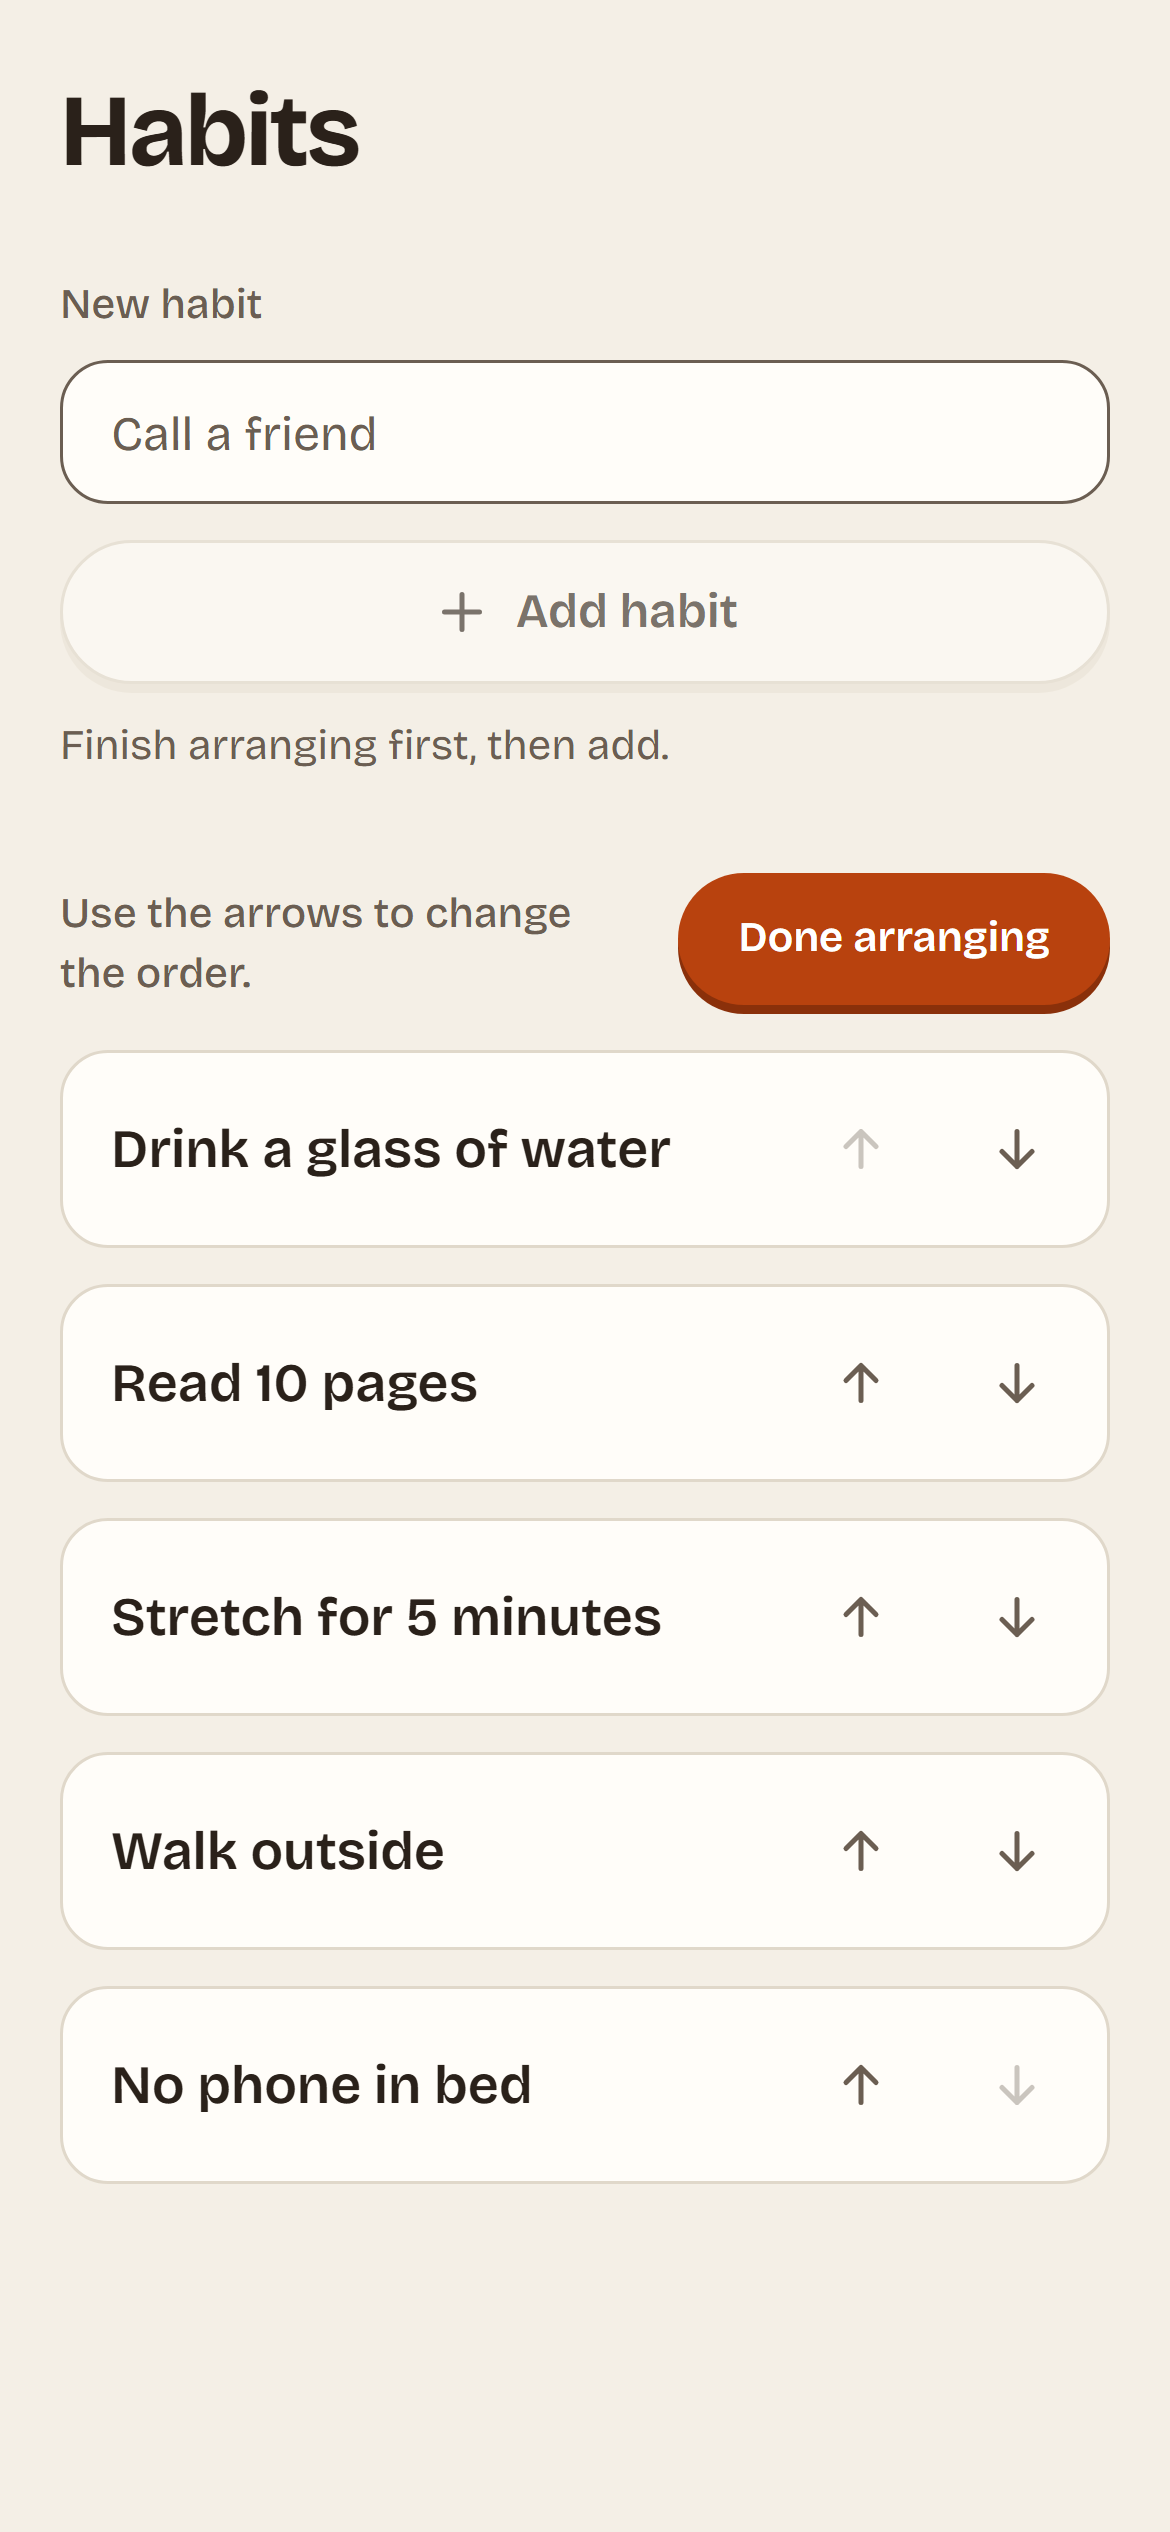 Habits
New habit
Call a friend
Add habit
Finish arranging first, then add.
Use the arrows to change
the order.
Done arranging
Drink a glass of water
Read 10 pages
Stretch for 5 minutes
Walk outside
No phone in bed